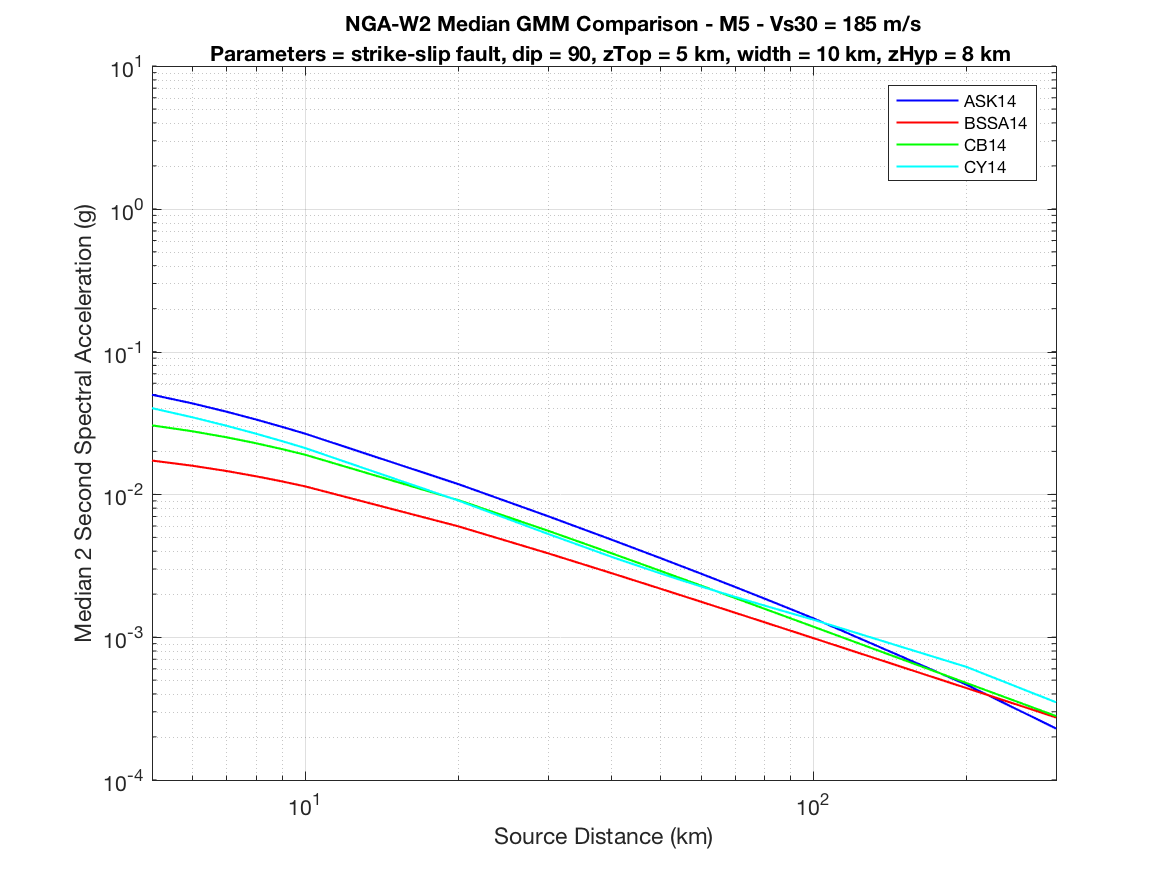 NGA-W2 Median GMM Comparison - M5 - Vs30 = 185 m/s
Parameters = strike-slip fault, dip = 90, zTop = 5 km, width = 10 km, zHyp = 8 km
10^1
10^0
10^-1
10^-2
10^-3
10^-4
Median 2 Second Spectral Acceleration (g)
ASK14
BSSA14
CB14
CY14
10^1
10^2
Source Distance (km)